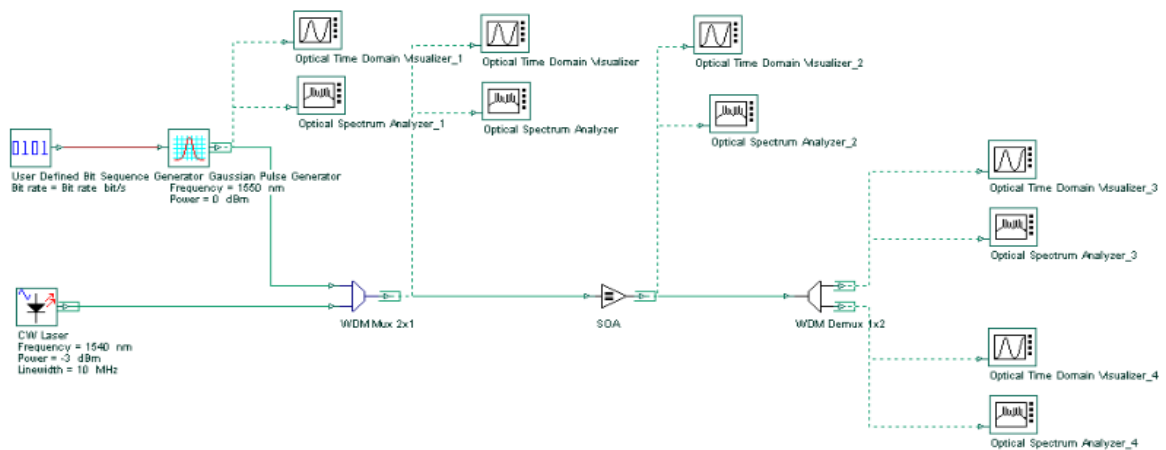 Optical Time Domain Visualizer_1
Optical Time Domain Visualizer
Optical Time Domain Visualizer_2
Optical Spectrum Analyzer_1
Optical Spectrum Analyzer
Optical Spectrum Analyzer_2
0101
User Defined Bit Sequence Generator
Bit rate = Bit rate bit/s
Gaussian Pulse Generator
Frequency = 1550 nm
Power = 0 dBm
Optical Time Domain Visualizer_3
Optical Spectrum Analyzer_3
WDM Mux 2x1
SOA
WDM Demux 1x2
CW Laser
Frequency = 1540 nm
Power = -3 dBm
Linewidth = 10 MHz
Optical Time Domain Visualizer_4
Optical Spectrum Analyzer_4